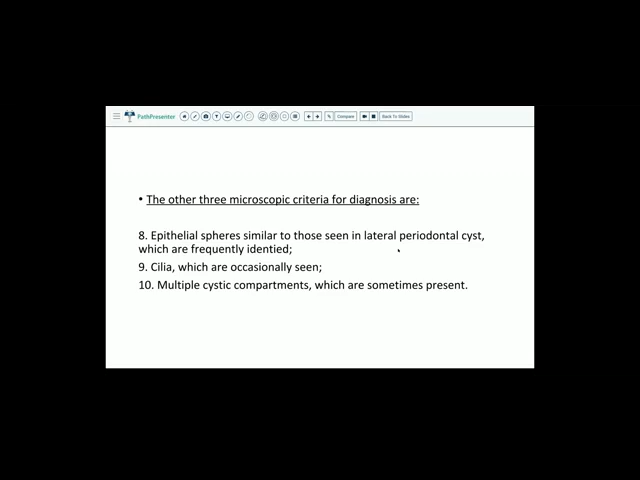 PathPresenter
Compare
Back To Slides
• The other three microscopic criteria for diagnosis are:
8. Epithelial spheres similar to those seen in lateral periodontal cyst,
which are frequently identied;
9. Cilia, which are occasionally seen;
10. Multiple cystic compartments, which are sometimes present.